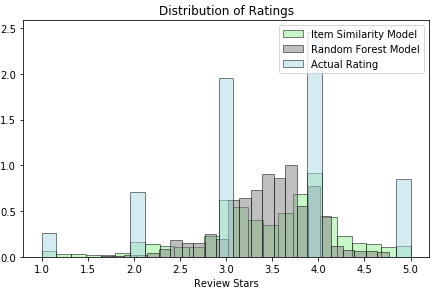 Distribution of Ratings
Item Similarity Model
Random Forest Model
Actual Rating
2.5
2.0
1.5
1.0
0.5
0.0
1.0 1.5 2.0 2.5 3.0 3.5 4.0 4.5 5.0
Review Stars